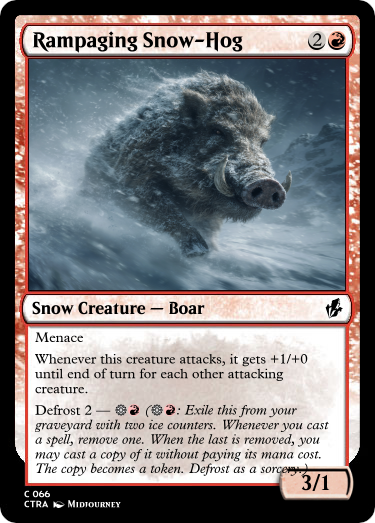 Rampaging Snow-Hog 2
Snow Creature — Boar
Menace
Whenever this creature attacks, it gets +1/+0
until end of turn for each other attacking
creature.
Defrost 2 — (: Exile this from your
graveyard with two ice counters. Whenever you cast
a spell, remove one. When the last is removed, you
may cast a copy of it without paying its mana cost.
The copy becomes a token. Defrost as a sorcery.)
3/1
C 066
CTRA Midjourney